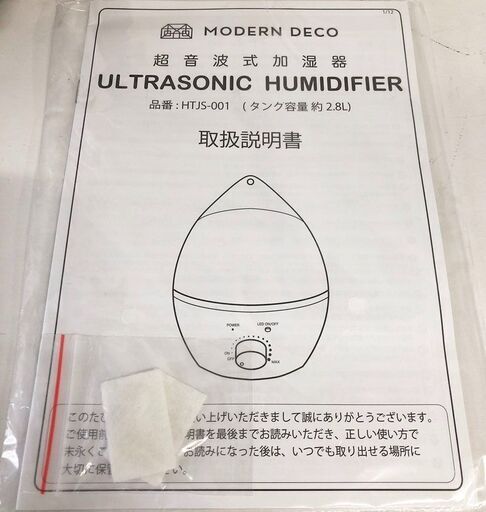 1/12
MODERN DECO
超音波式加湿器
ULTRASONIC HUMIDIFIER
品番 : HTJS-001 ( タンク容量 約 2.8L)
取扱説明書
POWER LED ON/OFF
ON
OFF MAX
このたび い上げいただきまして誠にありがとうございます。
ご使用前 明書を最後までお読みいただき、正しい使い方で
末永くご お読みになった後は、いつでも取り出せる場所に
大切に保管 ださい。